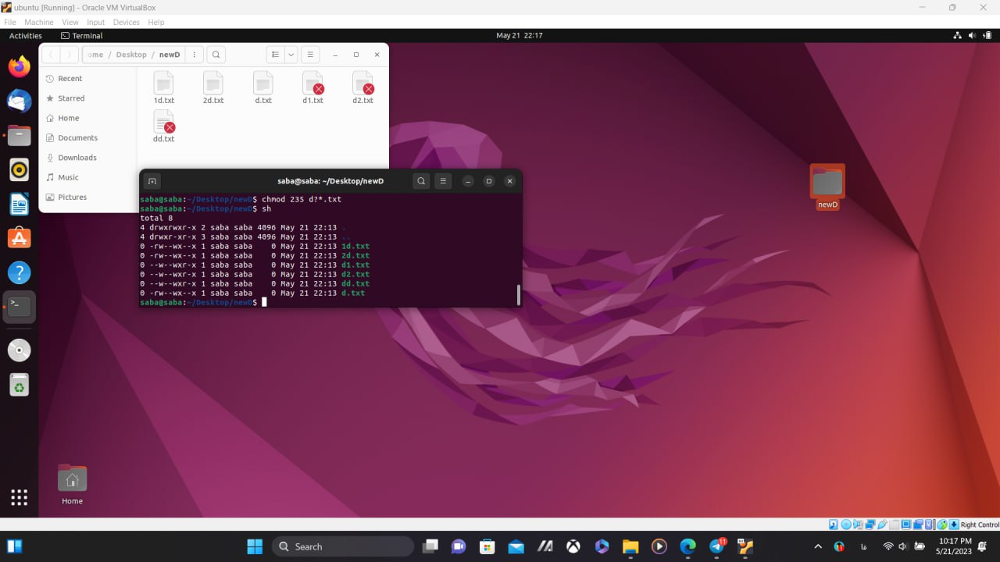 ubuntu [Running] - Oracle VM VirtualBox
File Machine View Input Devices Help
Activities Terminal May 21 22:17
ome / Desktop / newD
Recent
Starred
Home
Documents
Downloads
Music
Pictures
1d.txt 2d.txt d.txt d1.txt d2.txt
dd.txt
saba@saba: ~/Desktop/newD
saba@saba:~/Desktop/newD$ chmod 235 d?*.txt
saba@saba:~/Desktop/newD$ sh
total 8
4 drwxrwxr-x 2 saba saba 4096 May 21 22:13 .
4 drwxr-xr-x 3 saba saba 4096 May 21 22:13 ..
0 -rw--wx--x 1 saba saba 0 May 21 22:13 1d.txt
0 -rw--wx--x 1 saba saba 0 May 21 22:13 2d.txt
0 --w--wxr-x 1 saba saba 0 May 21 22:13 d1.txt
0 --w--wxr-x 1 saba saba 0 May 21 22:13 d2.txt
0 --w--wxr-x 1 saba saba 0 May 21 22:13 dd.txt
0 -rw--wx--x 1 saba saba 0 May 21 22:13 d.txt
saba@saba:~/Desktop/newD$
newD
Home
Right Control
Search
11
فا
10:17 PM
5/21/2023